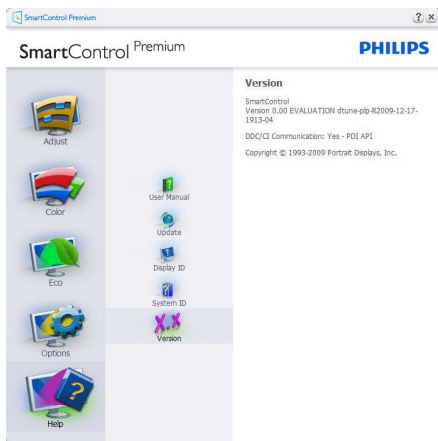 SmartControl Premium
SmartControl Premium
PHILIPS
Adjust
Color
Eco
Options
Help
User Manual
Update
Display ID
System ID
X.X
Version
Version
SmartControl
Version 0.00 EVALUATION dtune-plp-R2009-12-17-
1913-04
DDC/CI Communication: Yes - PDI API
Copyright © 1993-2009 Portrait Displays, Inc.